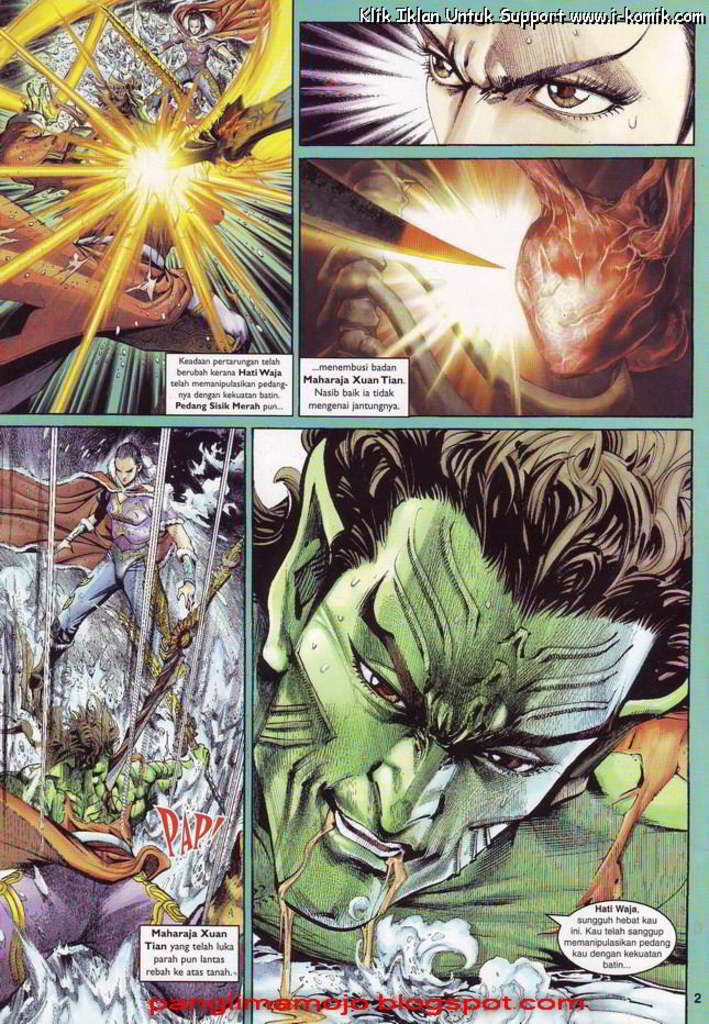 Klik Iklan Untuk Support www.i-komik.com
Keadaan pertarungan telah
berubah kerana Hati Waja
telah memanipulasikan pedang-
nya dengan kekuatan batin.
Pedang Sisik Merah pun...
...menembusi badan
Maharaja Xuan Tian.
Nasib baik ia tidak
mengenai jantungnya.
PAP!
Maharaja Xuan
Tian yang telah luka
parah pun lantas
rebah ke atas tanah.
Hati Waja,
sungguh hebat kau
ini. Kau telah sanggup
memanipulasikan pedang
kau dengan kekuatan
batin...
2
panglimamojo.blogspot.com